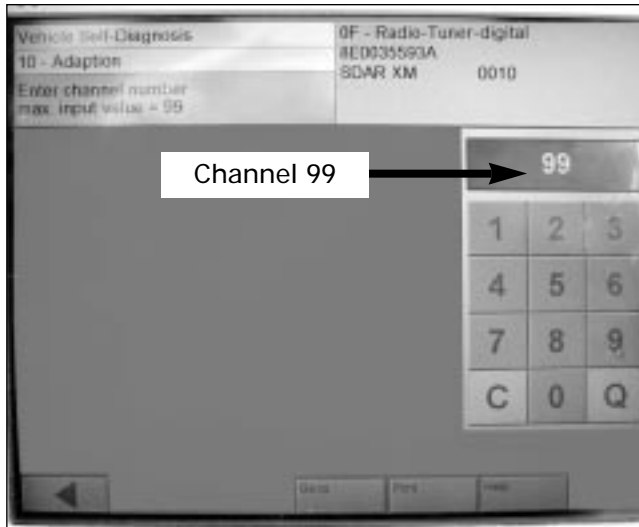 Vehicle Self-Diagnosis
10 - Adaption
Enter channel number
max. input value = 99
0F - Radio-Tuner-digital
8E0035593A
SDAR XM 0010
Channel 99
99
1 2 3
4 5 6
7 8 9
C 0 Q
Goto Print Help